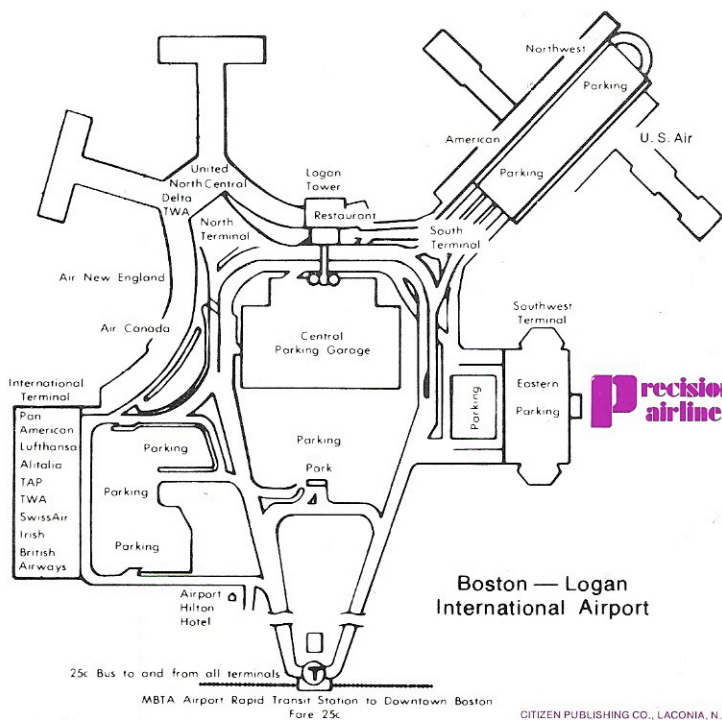 Northwest
Parking
American
U.S. Air
Parking
United
North Central
Delta
TWA
Logan
Tower
Restaurant
North
Terminal
South
Terminal
Air New England
Air Canada
Southwest
Terminal
Central
Parking Garage
International
Terminal
Pan
American
Lufthansa
Alitalia
TAP
TWA
SwissAir
Irish
British
Airways
Parking
Parking
Parking
Parking
Park
Parking
Eastern
Parking
Precision
airline
Airport
Hilton
Hotel
Boston — Logan
International Airport
25c Bus to and from all terminals
T
MBTA Airport Rapid Transit Station to Downtown Boston
Fare 25c
CITIZEN PUBLISHING CO., LACONIA, N.